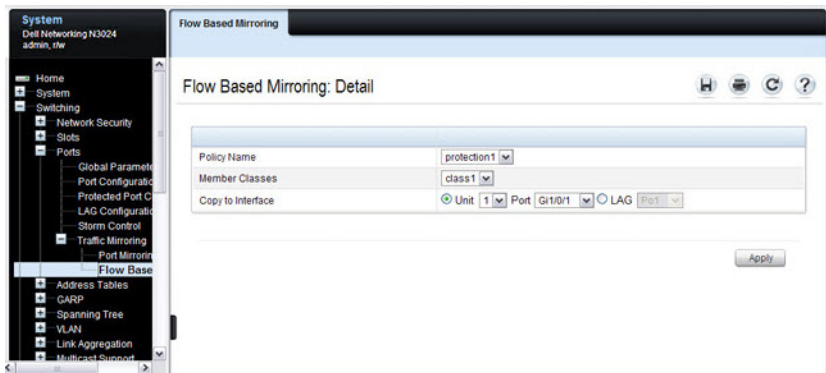 System
Dell Networking N3024
admin, r/w
Flow Based Mirroring
Home
System
Switching
Network Security
Slots
Ports
Global Paramete
Port Configuratic
Protected Port C
LAG Configuratic
Storm Control
Traffic Mirroring
Port Mirrorin
Flow Base
Address Tables
GARP
Spanning Tree
VLAN
Link Aggregation
Multicast Support
Flow Based Mirroring: Detail
Policy Name protection1
Member Classes class1
Copy to Interface Unit 1 Port Gi1/0/1 LAG Po1
Apply